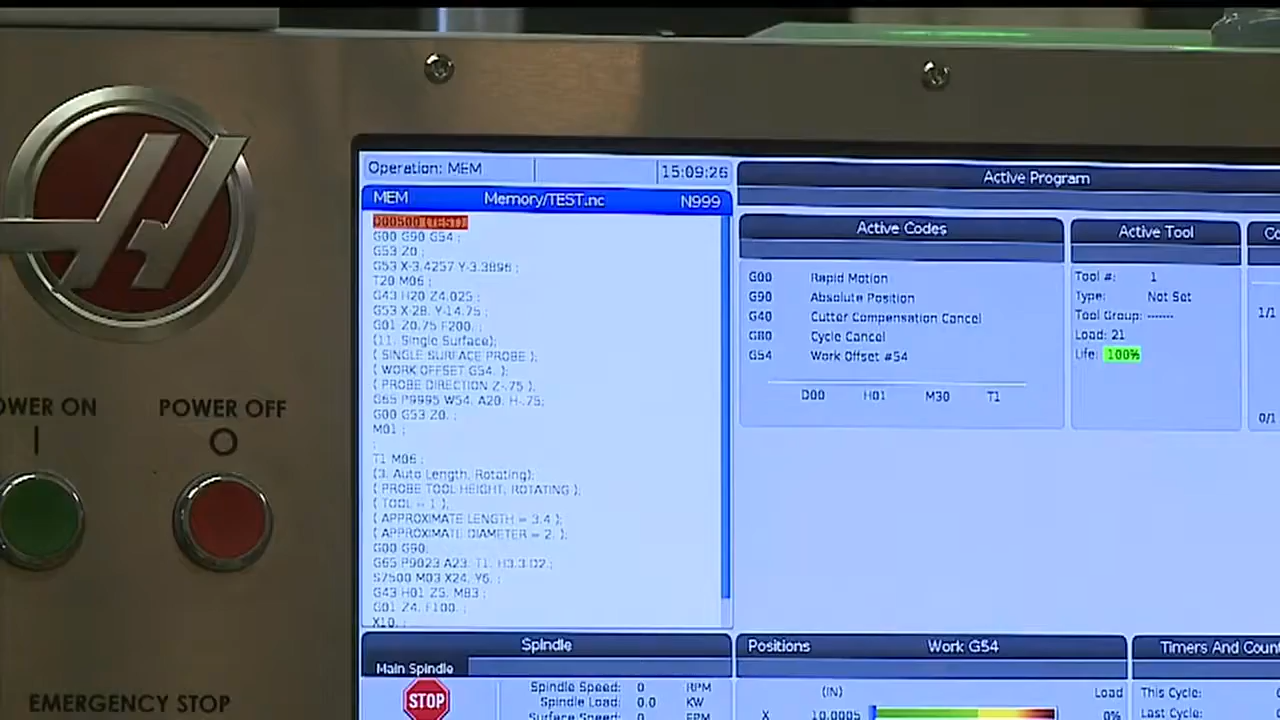 Operation: MEM
15:09:26
MEM Memory/TEST.nc N999
O00500 (TEST)
G00 G90 G54 ;
G53 Z0 ;
G53 X-3.4257 Y-3.3896 ;
T20 M06 ;
G43 H20 Z4.025 ;
G53 X-28. Y-14.75 ;
G01 Z0.75 F200. ;
(11. Single Surface);
( SINGLE SURFACE PROBE );
( WORK OFFSET G54. );
( PROBE DIRECTION Z-.75 );
G65 P9995 W54. A20. H-.75;
G00 G53 Z0. ;
M01 ;
;
T1 M06 ;
(3. Auto Length, Rotating);
( PROBE TOOL HEIGHT, ROTATING );
( TOOL = 1 );
( APPROXIMATE LENGTH = 3.4 );
( APPROXIMATE DIAMETER = 2. );
G00 G90;
G65 P9023 A23. T1. H3.3 D2.;
S7500 M03 X24. Y6. ;
G43 H01 Z5. M83 ;
G01 Z4. F100. ;
X10. ;
Active Program
Active Codes
G00 Rapid Motion
G90 Absolute Position
G40 Cutter Compensation Cancel
G80 Cycle Cancel
G54 Work Offset #54
D00 H01 M30 T1
Active Tool
Tool #: 1
Type: Not Set
Tool Group: ------
Load: 21
Life: 100%
Co
1/1
0/1
OWER ON
POWER OFF
EMERGENCY STOP
Spindle
Main Spindle
STOP
Spindle Speed: 0 RPM
Spindle Load: 0.0 KW
Surface Speed: 0 FPM
Positions Work G54
(IN) Load
X 10.0005 0%
Timers And Count
This Cycle:
Last Cycle: